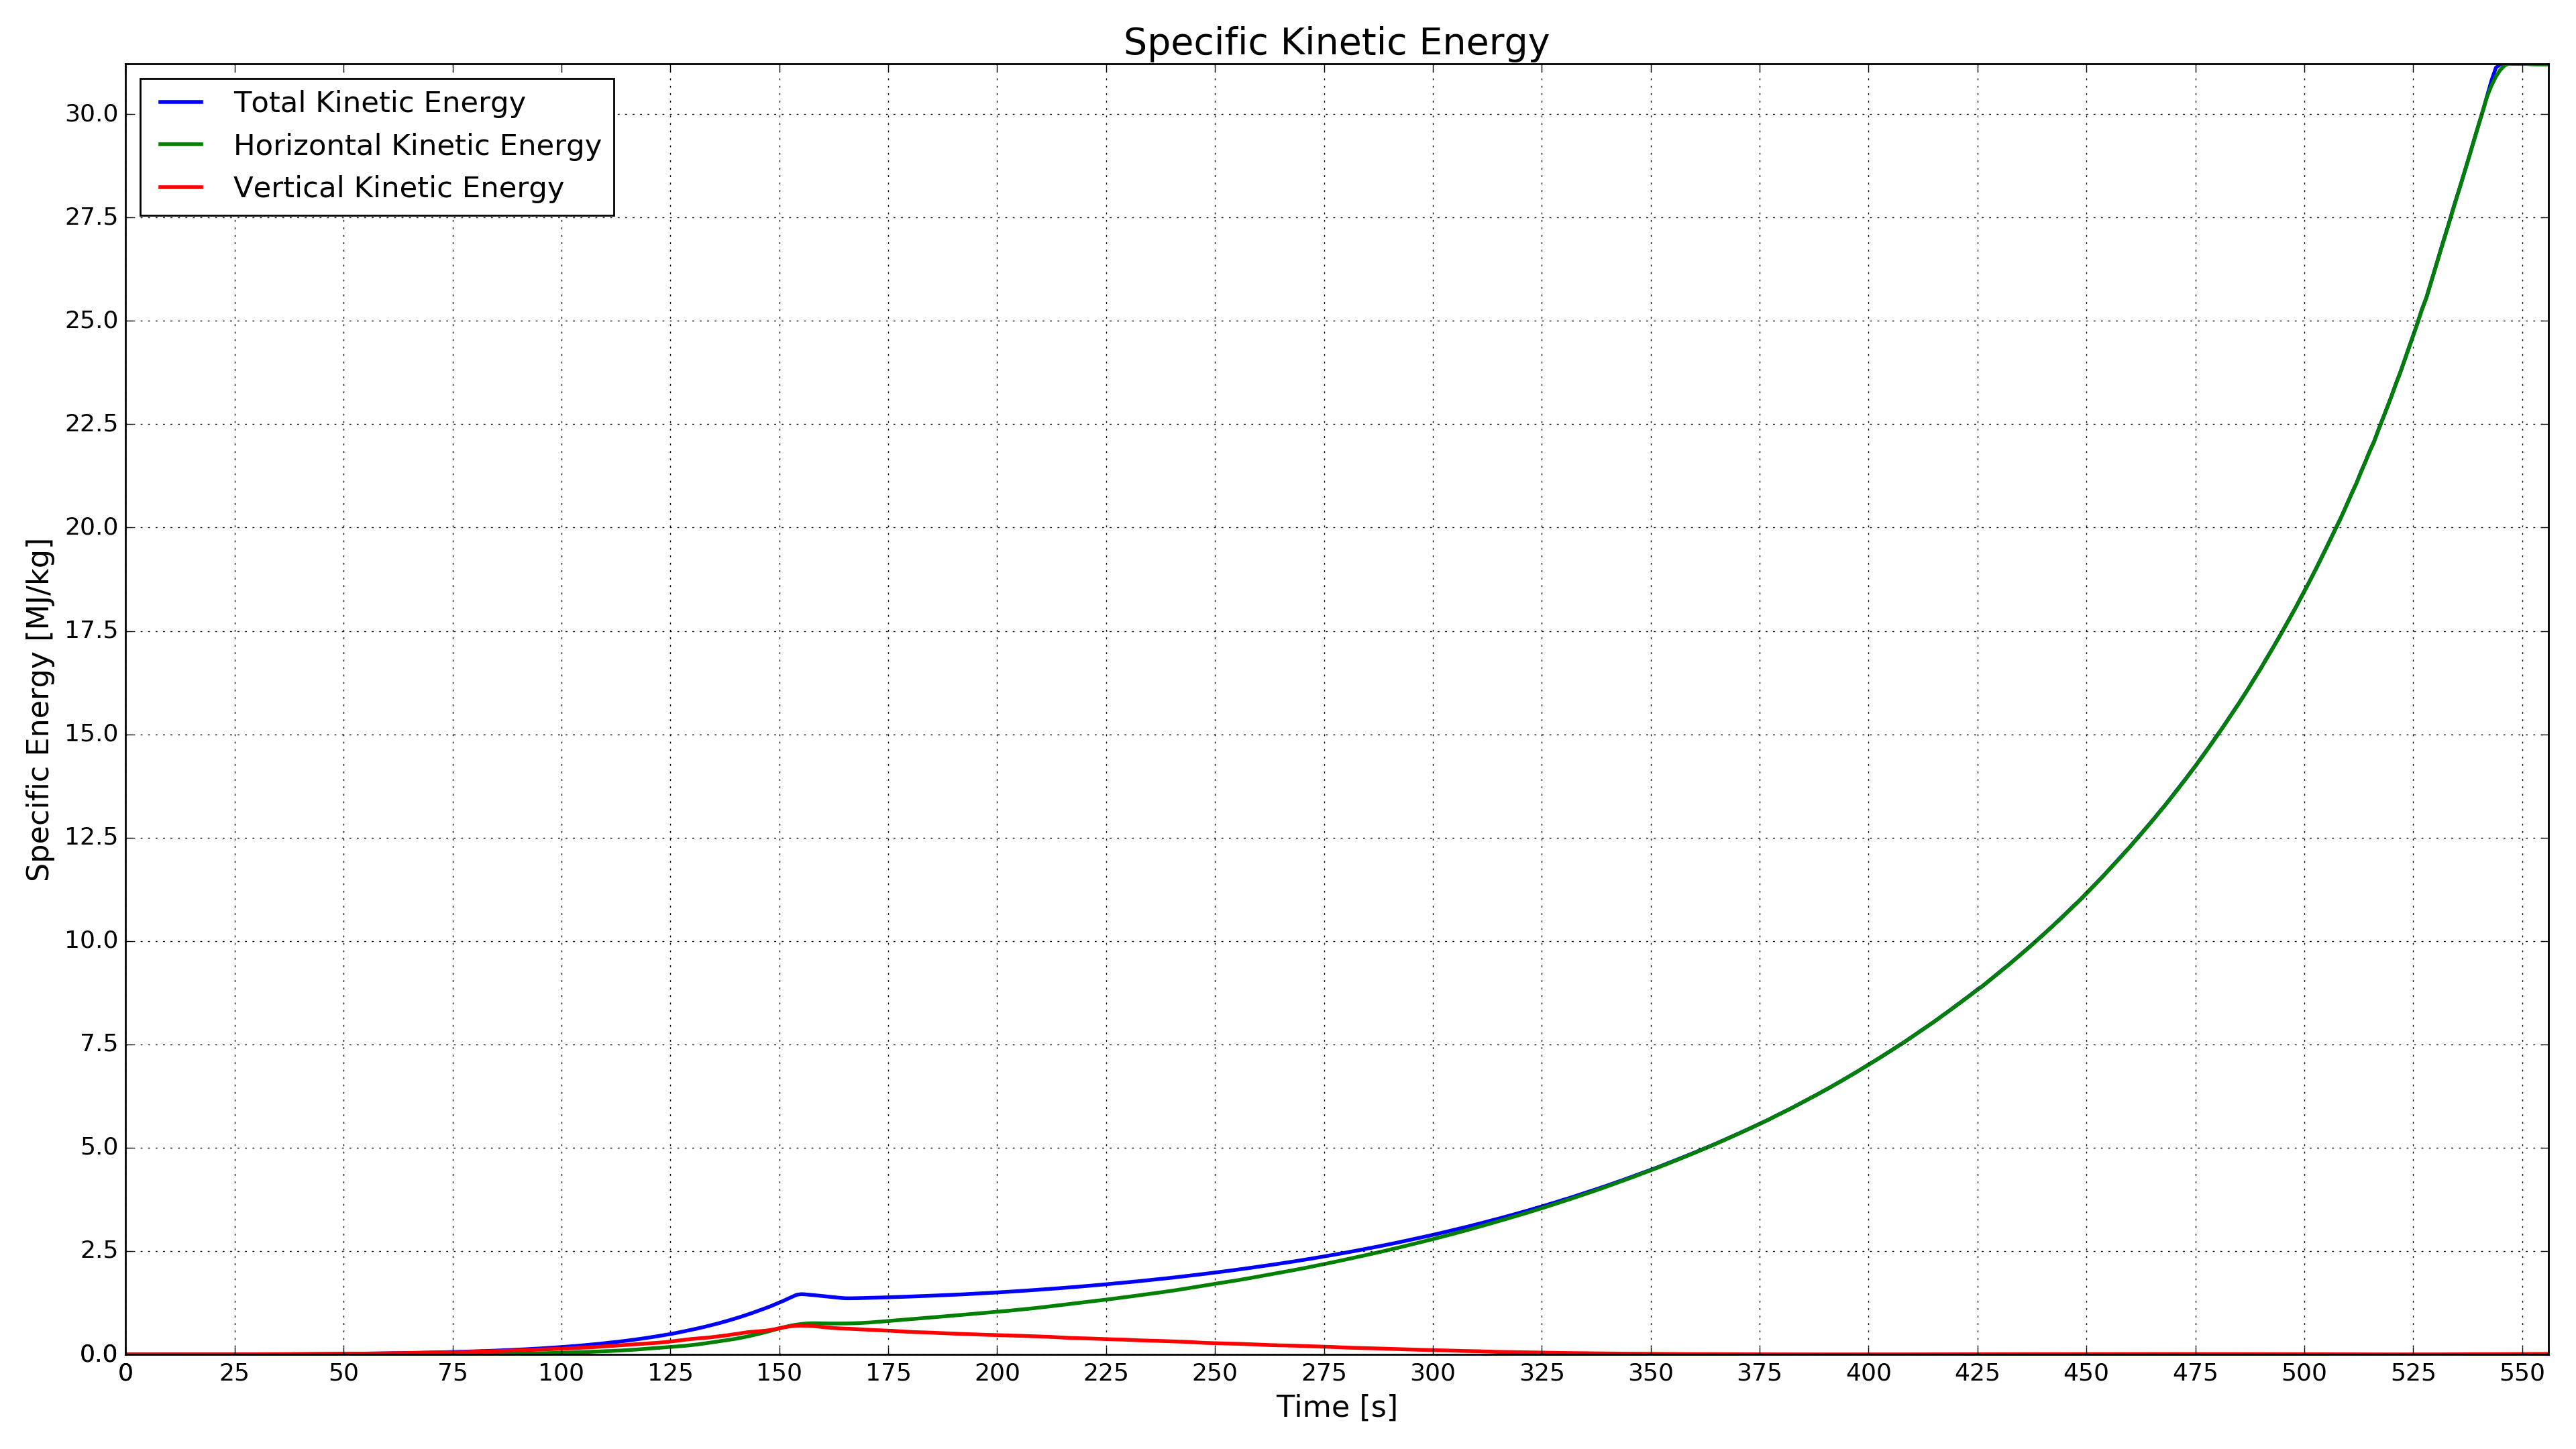 Specific Kinetic Energy
Total Kinetic Energy
Horizontal Kinetic Energy
Vertical Kinetic Energy
Specific Energy [MJ/kg]
30.0
27.5
25.0
22.5
20.0
17.5
15.0
12.5
10.0
7.5
5.0
2.5
0.0
0 25 50 75 100 125 150 175 200 225 250 275 300 325 350 375 400 425 450 475 500 525 550
Time [s]